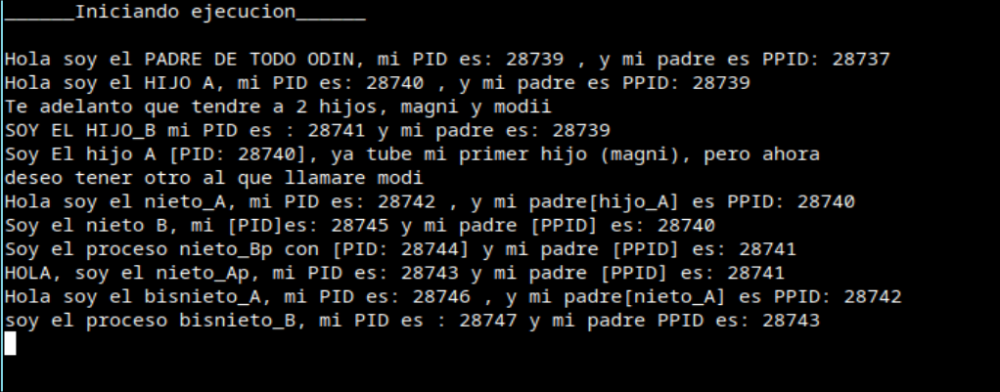 ______Iniciando ejecucion______
Hola soy el PADRE DE TODO ODIN, mi PID es: 28739 , y mi padre es PPID: 28737
Hola soy el HIJO A, mi PID es: 28740 , y mi padre es PPID: 28739
Te adelanto que tendre a 2 hijos, magni y modii
SOY EL HIJO_B mi PID es : 28741 y mi padre es: 28739
Soy El hijo A [PID: 28740], ya tube mi primer hijo (magni), pero ahora
deseo tener otro al que llamare modi
Hola soy el nieto_A, mi PID es: 28742 , y mi padre[hijo_A] es PPID: 28740
Soy el nieto B, mi [PID]es: 28745 y mi padre [PPID] es: 28740
Soy el proceso nieto_Bp con [PID: 28744] y mi padre [PPID] es: 28741
HOLA, soy el nieto_Ap, mi PID es: 28743 y mi padre [PPID] es: 28741
Hola soy el bisnieto_A, mi PID es: 28746 , y mi padre[nieto_A] es PPID: 28742
soy el proceso bisnieto_B, mi PID es : 28747 y mi padre PPID es: 28743